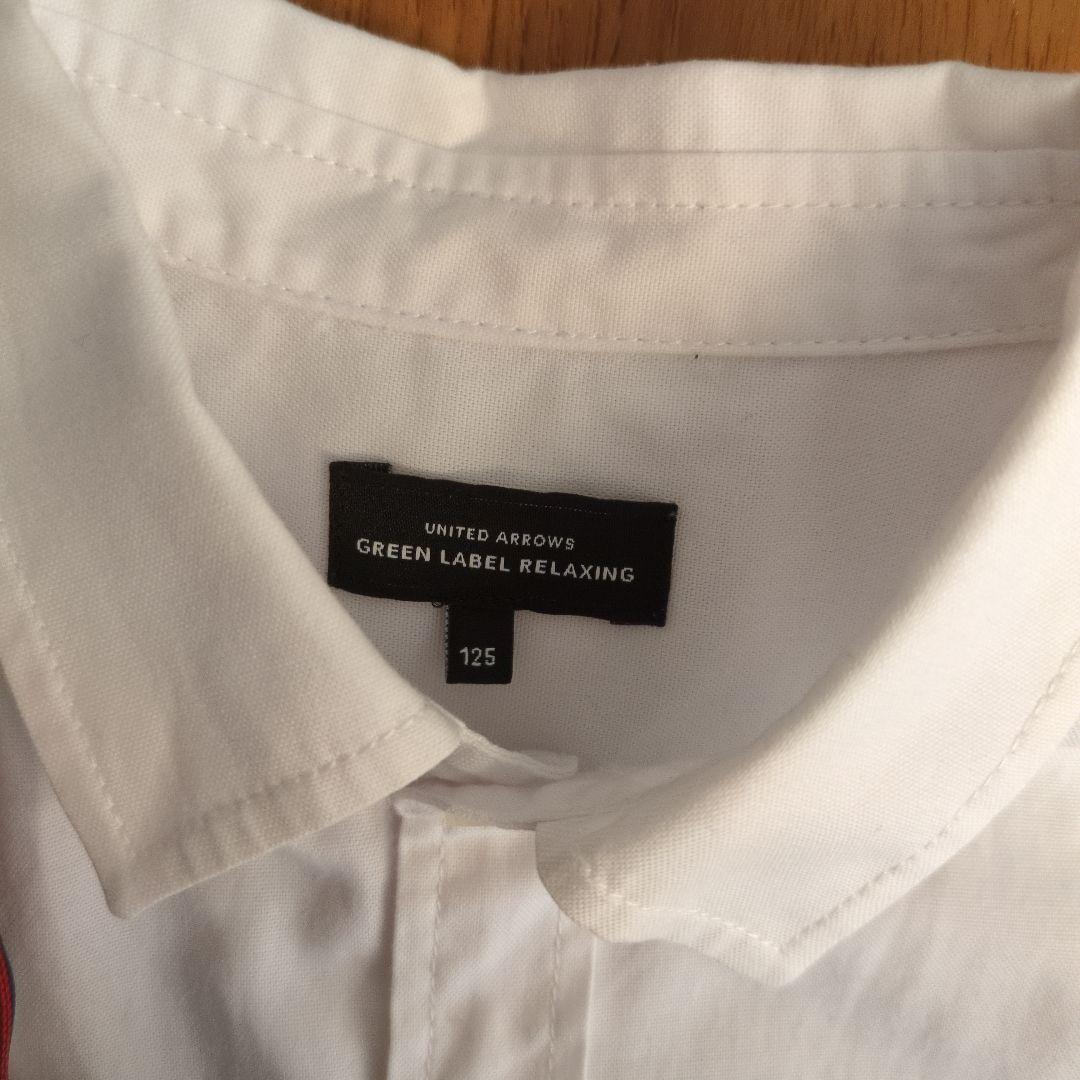 UNITED ARROWS
GREEN LABEL RELAXING
125